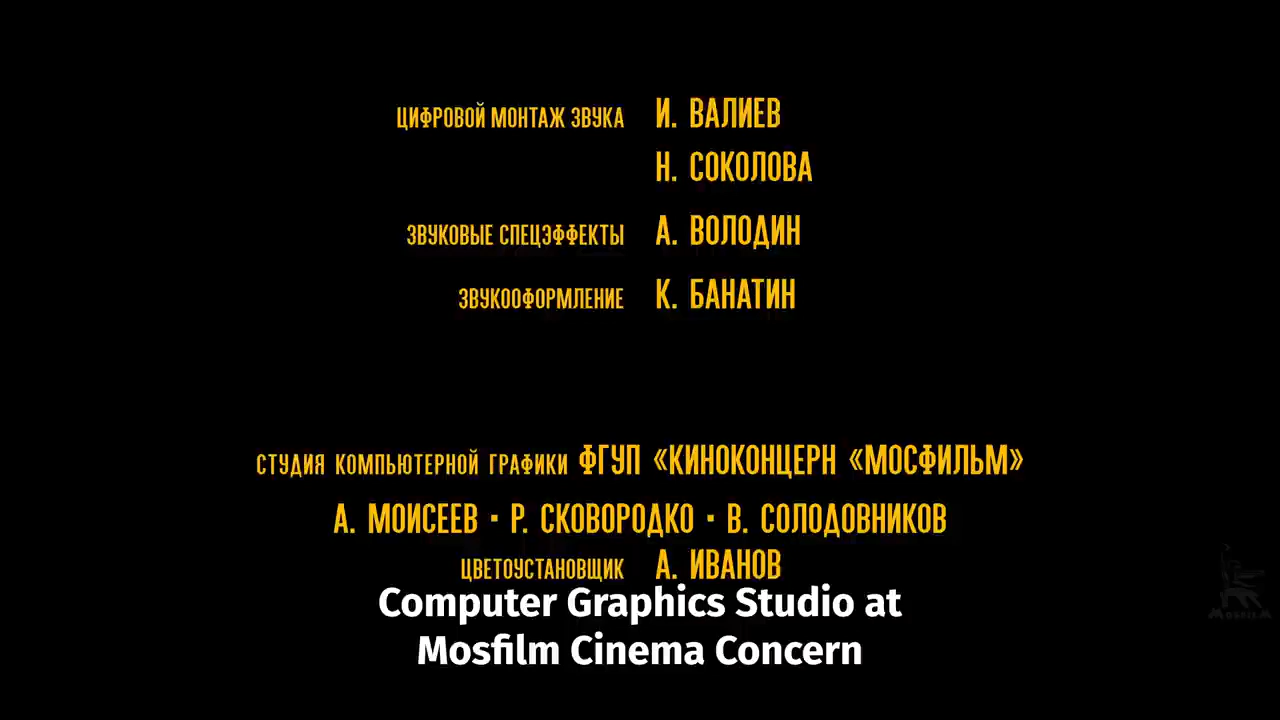 ЦИФРОВОЙ МОНТАЖ ЗВУКА И. ВАЛИЕВ
Н. СОКОЛОВА
ЗВУКОВЫЕ СПЕЦЭФФЕКТЫ А. ВОЛОДИН
ЗВУКООФОРМЛЕНИЕ К. БАНАТИН
СТУДИЯ КОМПЬЮТЕРНОЙ ГРАФИКИ ФГУП «КИНОКОНЦЕРН «МОСФИЛЬМ»
А. МОИСЕЕВ · Р. СКОВОРОДКО · В. СОЛОДОВНИКОВ
ЦВЕТОУСТАНОВЩИК А. ИВАНОВ
Computer Graphics Studio at
Mosfilm Cinema Concern
MOSFILM